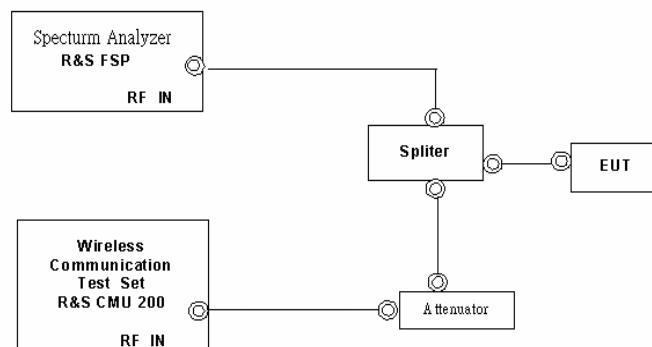 Specturm Analyzer
R&S FSP
RF IN
Spliter
EUT
Wireless
Communication
Test Set
R&S CMU 200
RF IN
Attenuator